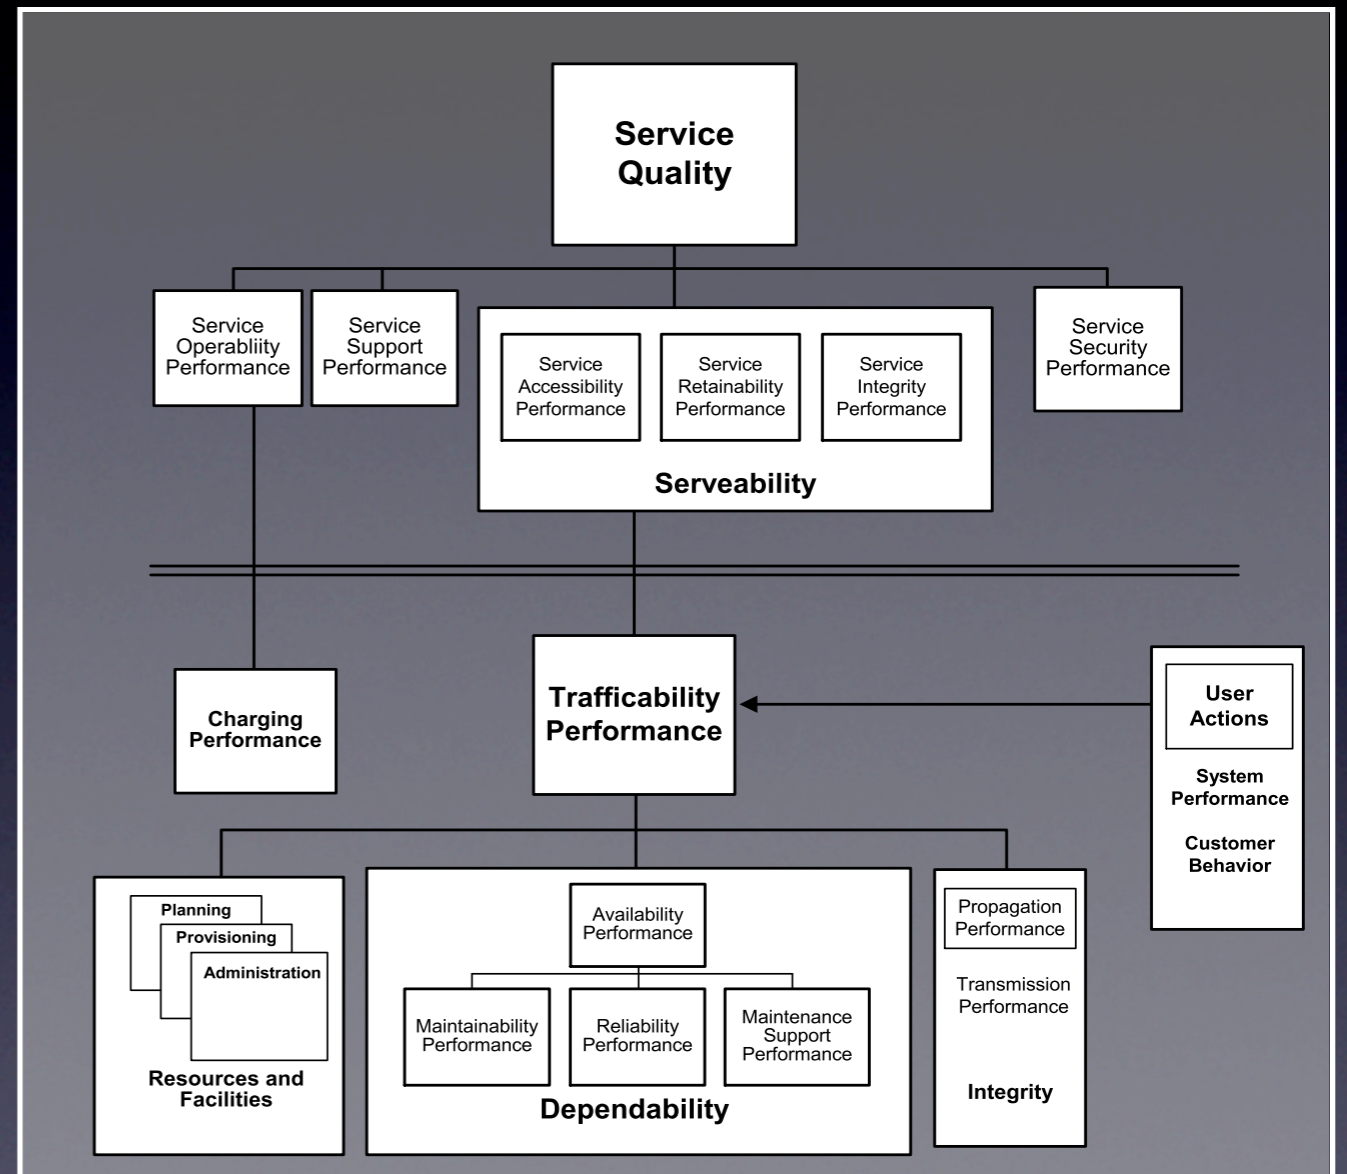 Service
Quality
Service
Operabliity
Performance
Service
Support
Performance
Service
Accessibility
Performance
Service
Retainability
Performance
Service
Integrity
Performance
Serveability
Service
Security
Performance
Charging
Performance
Trafficability
Performance
User
Actions
System
Performance
Customer
Behavior
Planning
Provisioning
Administration
Resources and
Facilities
Availability
Performance
Maintainability
Performance
Reliability
Performance
Maintenance
Support
Performance
Dependability
Propagation
Performance
Transmission
Performance
Integrity